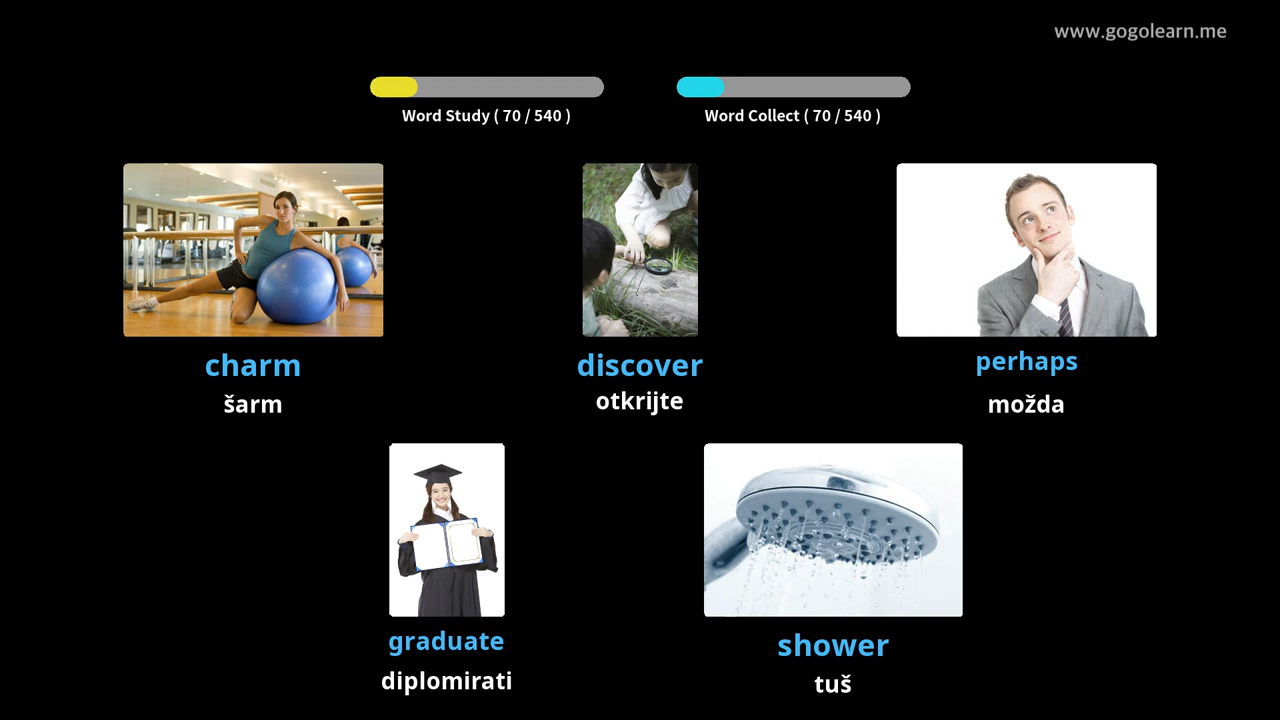 www.gogolearn.me
Word Study ( 70 / 540 )
Word Collect ( 70 / 540 )
charm
šarm
discover
otkrijte
perhaps
možda
graduate
diplomirati
shower
tuš